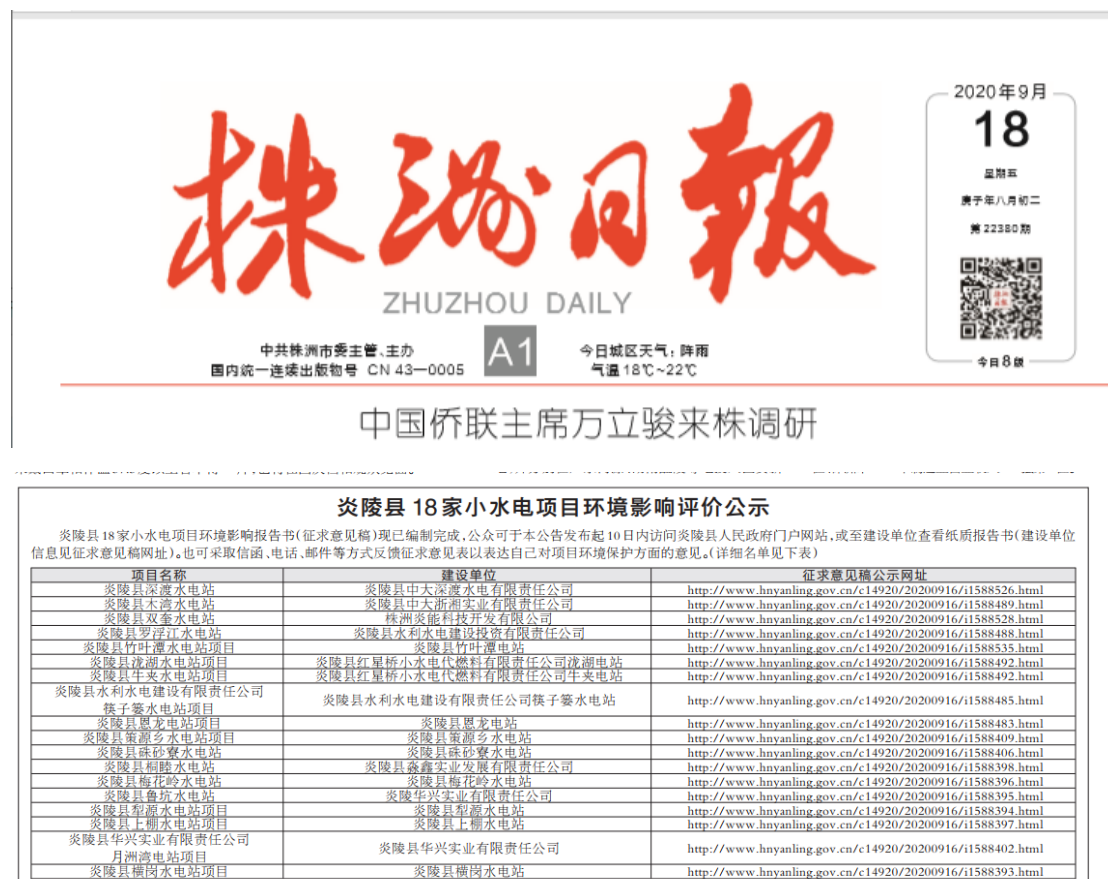 株洲日報
ZHUZHOU DAILY
中共株洲市委主管、主办
国内统一连续出版物号 CN 43—0005
A1
今日城区天气：阵雨
气温18℃~22℃
2020年9月
18
星期五
庚子年八月初二
第22380期
今日8版
中国侨联主席万立骏来株调研
炎陵县18家小水电项目环境影响评价公示
炎陵县18家小水电项目环境影响报告书(征求意见稿)现已编制完成,公众可于本公告发布起10日内访问炎陵县人民政府门户网站,或至建设单位查看纸质报告书(建设单位
信息见征求意见稿网址)。也可采取信函、电话、邮件等方式反馈征求意见表以表达自己对项目环境保护方面的意见。(详细名单见下表)
项目名称 建设单位 征求意见稿公示网址
炎陵县深渡水电站 炎陵县中大深渡水电有限责任公司 http://www.hnyanling.gov.cn/c14920/20200916/i1588526.html
炎陵县木湾水电站 炎陵县中大浙湘实业有限责任公司 http://www.hnyanling.gov.cn/c14920/20200916/i1588489.html
炎陵县双奎水电站 株洲炎能科技开发有限公司 http://www.hnyanling.gov.cn/c14920/20200916/i1588528.html
炎陵县罗浮江水电站 炎陵县水利水电建设投资有限责任公司 http://www.hnyanling.gov.cn/c14920/20200916/i1588488.html
炎陵县竹叶潭水电站项目 炎陵县竹叶潭电站 http://www.hnyanling.gov.cn/c14920/20200916/i1588535.html
炎陵县泷湖水电站项目 炎陵县红星桥小水电代燃料有限责任公司泷湖电站 http://www.hnyanling.gov.cn/c14920/20200916/i1588492.html
炎陵县牛夹水电站项目 炎陵县红星桥小水电代燃料有限责任公司牛夹电站 http://www.hnyanling.gov.cn/c14920/20200916/i1588492.html
炎陵县水利水电建设有限责任公司
筷子篓水电站项目 炎陵县水利水电建设有限责任公司筷子篓水电站 http://www.hnyanling.gov.cn/c14920/20200916/i1588485.html
炎陵县恩龙电站项目 炎陵县恩龙电站 http://www.hnyanling.gov.cn/c14920/20200916/i1588483.html
炎陵县策源乡水电站项目 炎陵县策源乡水电站 http://www.hnyanling.gov.cn/c14920/20200916/i1588409.html
炎陵县硃砂寮水电站 炎陵县硃砂寮水电站 http://www.hnyanling.gov.cn/c14920/20200916/i1588406.html
炎陵县桐睦水电站 炎陵县淼鑫实业发展有限责任公司 http://www.hnyanling.gov.cn/c14920/20200916/i1588398.html
炎陵县梅花岭水电站 炎陵县梅花岭水电站 http://www.hnyanling.gov.cn/c14920/20200916/i1588396.html
炎陵县鲁坑水电站 炎陵华兴实业有限责任公司 http://www.hnyanling.gov.cn/c14920/20200916/i1588395.html
炎陵县犁源水电站项目 炎陵县犁源水电站 http://www.hnyanling.gov.cn/c14920/20200916/i1588394.html
炎陵县上棚水电站项目 炎陵县上棚水电站 http://www.hnyanling.gov.cn/c14920/20200916/i1588397.html
炎陵县华兴实业有限责任公司
月洲湾电站项目 炎陵县华兴实业有限责任公司 http://www.hnyanling.gov.cn/c14920/20200916/i1588402.html
炎陵县横岗水电站项目 炎陵县横岗水电站 http://www.hnyanling.gov.cn/c14920/20200916/i1588393.html